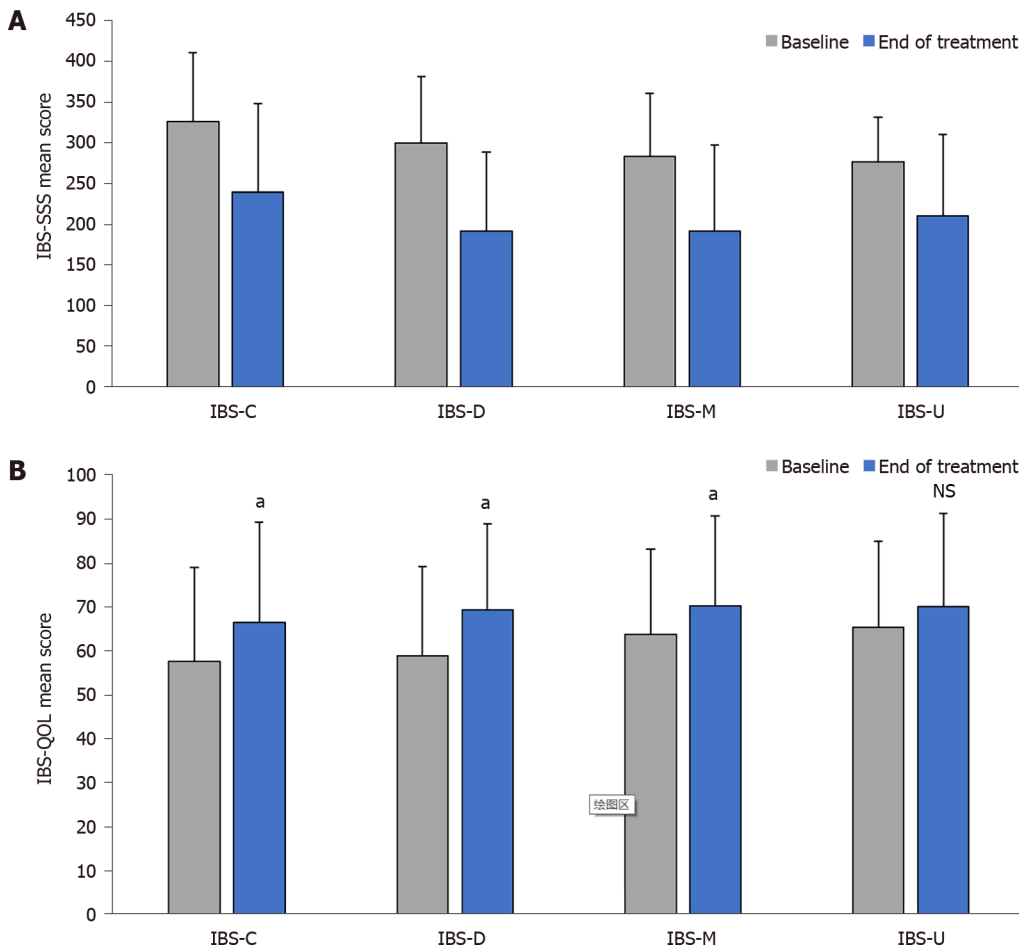 A
IBS-SSS mean score
450
400
350
300
250
200
150
100
50
0
Baseline End of treatment
IBS-C IBS-D IBS-M IBS-U
B
IBS-QOL mean score
100
90
80
70
60
50
40
30
20
10
0
Baseline End of treatment
a a a NS
绘图区
IBS-C IBS-D IBS-M IBS-U